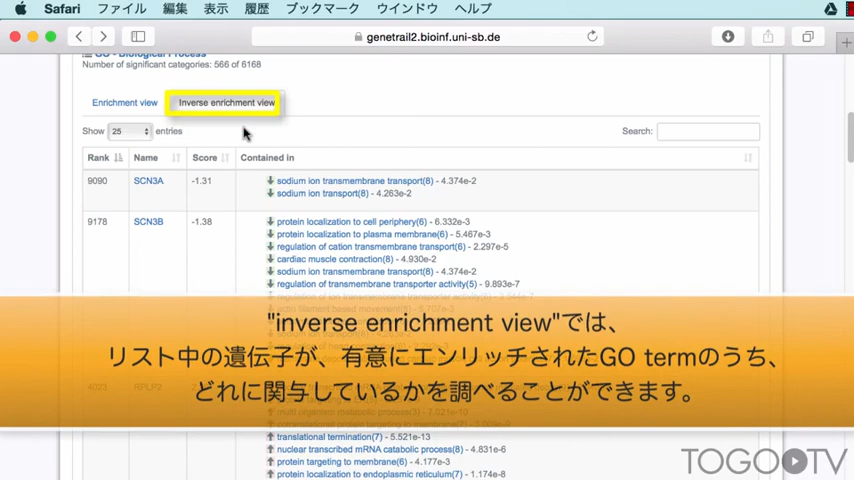 Safari ファイル 編集 表示 履歴 ブックマーク ウインドウ ヘルプ
genetrail2.bioinf.uni-sb.de
GO - Biological Process
Number of significant categories: 566 of 6168
Enrichment view Inverse enrichment view
Show 25 entries Search:
Rank Name Score Contained in
9090 SCN3A -1.31 sodium ion transmembrane transport(8) - 4.374e-2
sodium ion transport(8) - 4.263e-2
9178 SCN3B -1.38 protein localization to cell periphery(6) - 6.332e-3
protein localization to plasma membrane(6) - 5.467e-3
regulation of cation transmembrane transport(6) - 2.297e-5
cardiac muscle contraction(8) - 4.930e-2
sodium ion transmembrane transport(8) - 4.374e-2
regulation of transmembrane transporter activity(5) - 9.893e-7
"inverse enrichment view"では、
リスト中の遺伝子が、有意にエンリッチされたGO termのうち、
どれに関与しているかを調べることができます。
translational termination(7) - 5.521e-13
nuclear transcribed mRNA catabolic process(8) - 4.831e-6
protein targeting to membrane(6) - 4.177e-3
protein localization to endoplasmic reticulum(7) - 1.174e-8
TOGO TV